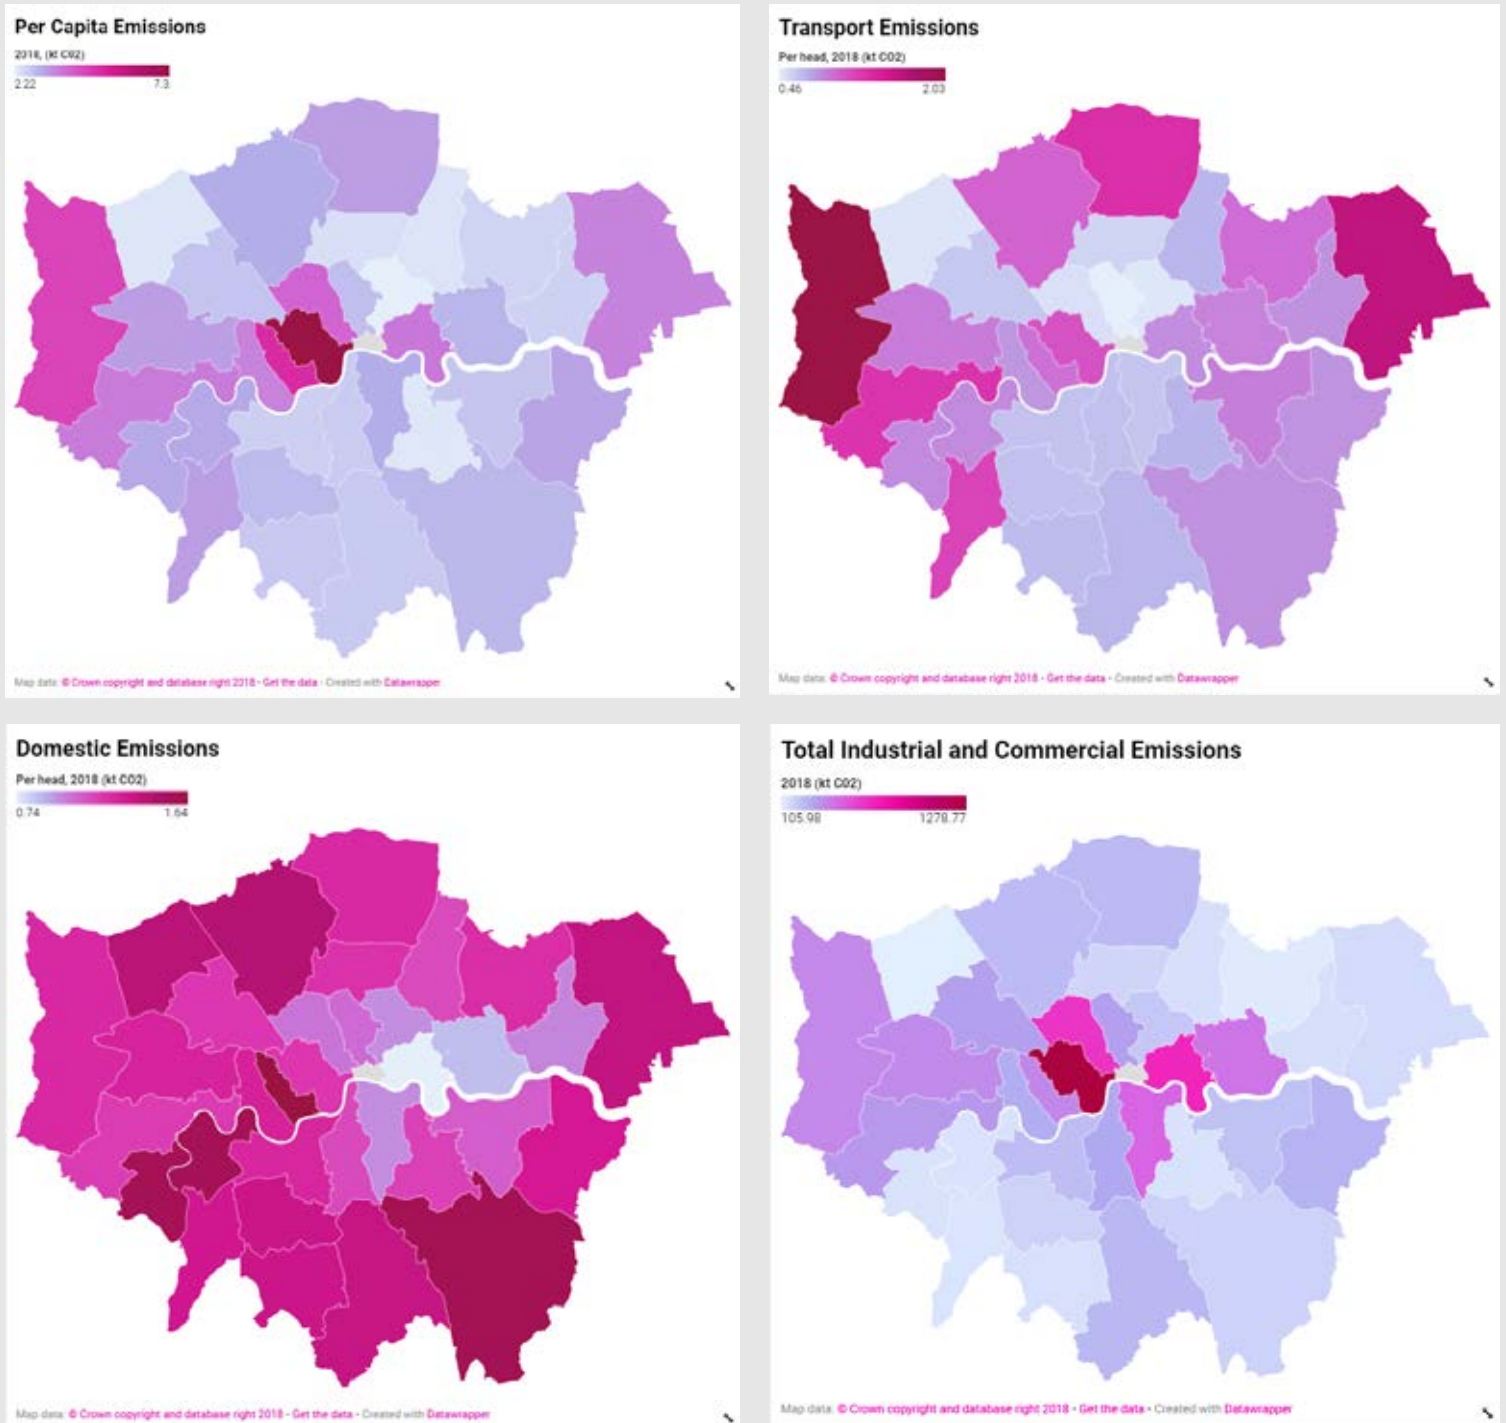 Per Capita Emissions
2018, (kt CO2)
2.22 7.3
Map data: © Crown copyright and database right 2018 • Get the data • Created with Datawrapper
Transport Emissions
Per head, 2018 (kt CO2)
0.46 2.03
Map data: © Crown copyright and database right 2018 • Get the data • Created with Datawrapper
Domestic Emissions
Per head, 2018 (kt CO2)
0.74 1.64
Map data: © Crown copyright and database right 2018 • Get the data • Created with Datawrapper
Total Industrial and Commercial Emissions
2018 (kt CO2)
105.98 1278.77
Map data: © Crown copyright and database right 2018 • Get the data • Created with Datawrapper